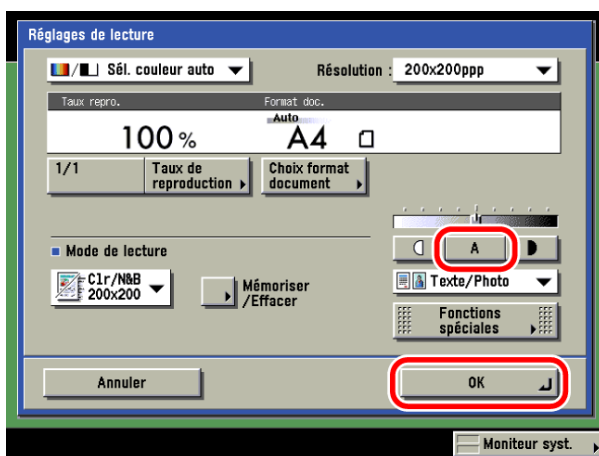 Réglages de lecture
Sél. couleur auto
Résolution : 200x200ppp
Taux repro.
Format doc.
Auto
100 %
A4
1/1
Taux de
reproduction
Choix format
document
A
Mode de lecture
Clr/N&B
200x200
Mémoriser
/Effacer
Texte/Photo
Fonctions
spéciales
Annuler
OK
Moniteur syst.